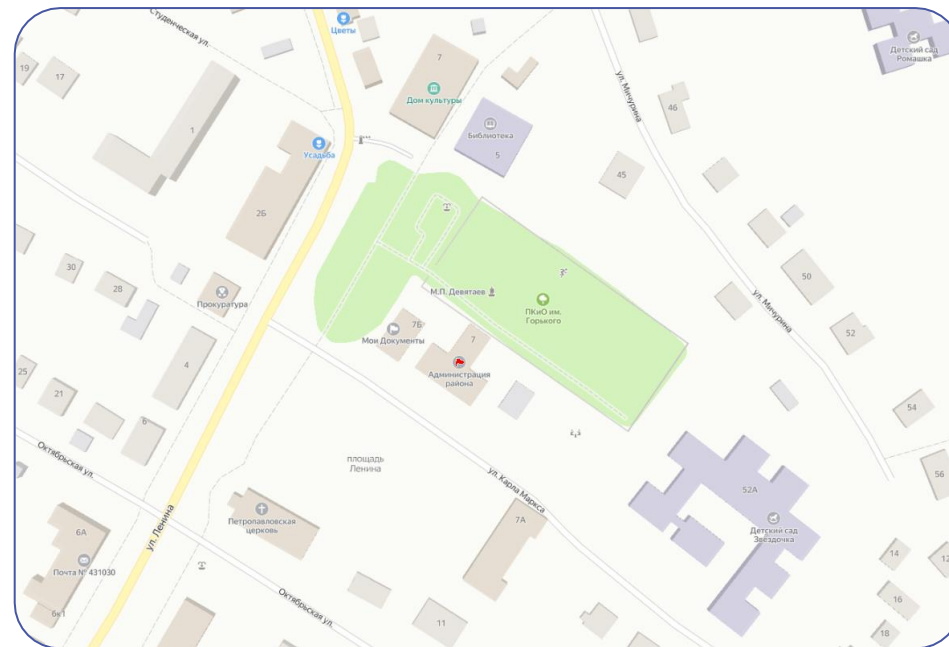 Студенческая ул.
Цветы
7
Дом культуры
Детский сад
Ромашка
19
17
1
Усадьба
Библиотека
5
46
ул. Мичурина
45
2Б
30
28
Прокуратура
М.П. Девятаев
ПКиО им.
Горького
50
ул. Мичурина
52
7Б
Мои Документы
7
Администрация
района
4
25
21
6
54
Октябрьская ул.
площадь
Ленина
ул. Карла Маркса
56
52А
Детский сад
Звёздочка
Петропавловская
церковь
7А
ул. Ленина
6А
Почта № 431030
14
12
Октябрьская ул.
16
6к1
11
18